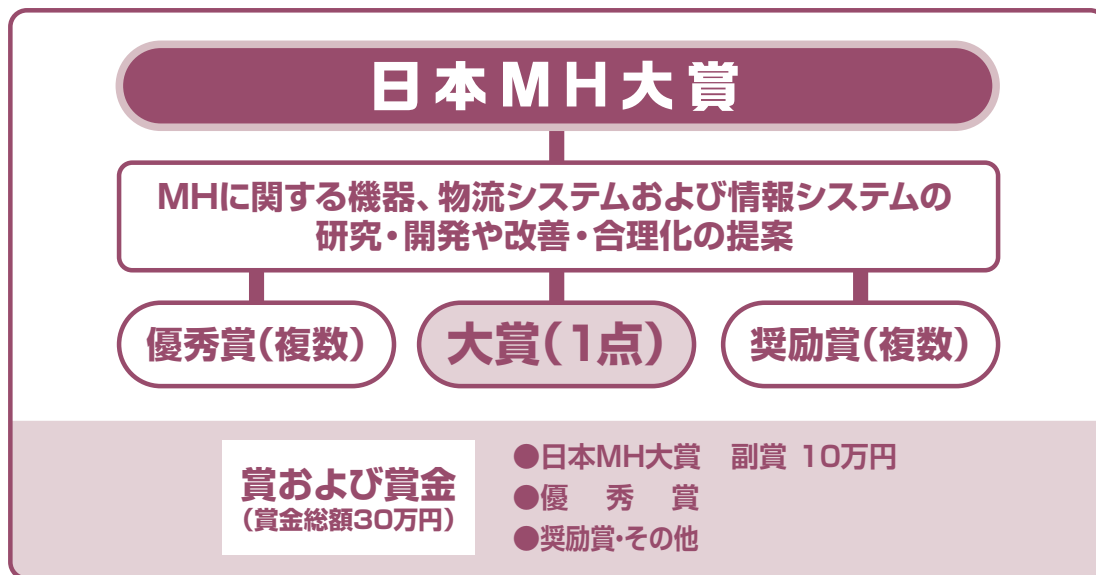 日本MH大賞
MHに関する機器、物流システムおよび情報システムの
研究・開発や改善・合理化の提案
優秀賞(複数)
大賞(1点)
奨励賞(複数)
賞および賞金
(賞金総額30万円)
●日本MH大賞　副賞 10万円
●優　秀　賞
●奨励賞・その他